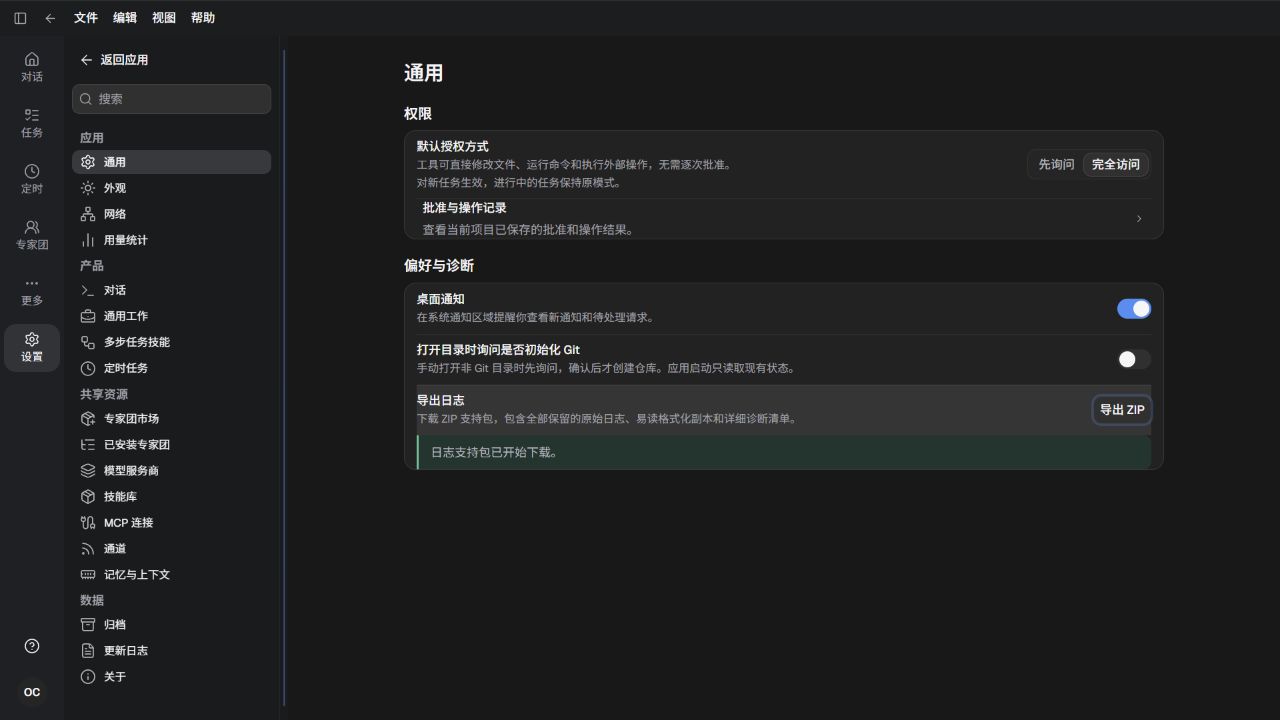 文件 编辑 视图 帮助
对话
任务
定时
专家团
更多
设置
OC
返回应用
搜索
应用
通用
外观
网络
用量统计
产品
对话
通用工作
多步任务技能
定时任务
共享资源
专家团市场
已安装专家团
模型服务商
技能库
MCP 连接
通道
记忆与上下文
数据
归档
更新日志
关于
通用
权限
默认授权方式
工具可直接修改文件、运行命令和执行外部操作，无需逐次批准。
对新任务生效，进行中的任务保持原模式。
先询问 完全访问
批准与操作记录
查看当前项目已保存的批准和操作结果。
偏好与诊断
桌面通知
在系统通知区域提醒你查看新通知和待处理请求。
打开目录时询问是否初始化 Git
手动打开非 Git 目录时先询问，确认后才创建仓库。应用启动只读取现有状态。
导出日志
下载 ZIP 支持包，包含全部保留的原始日志、易读格式化副本和详细诊断清单。
导出 ZIP
日志支持包已开始下载。